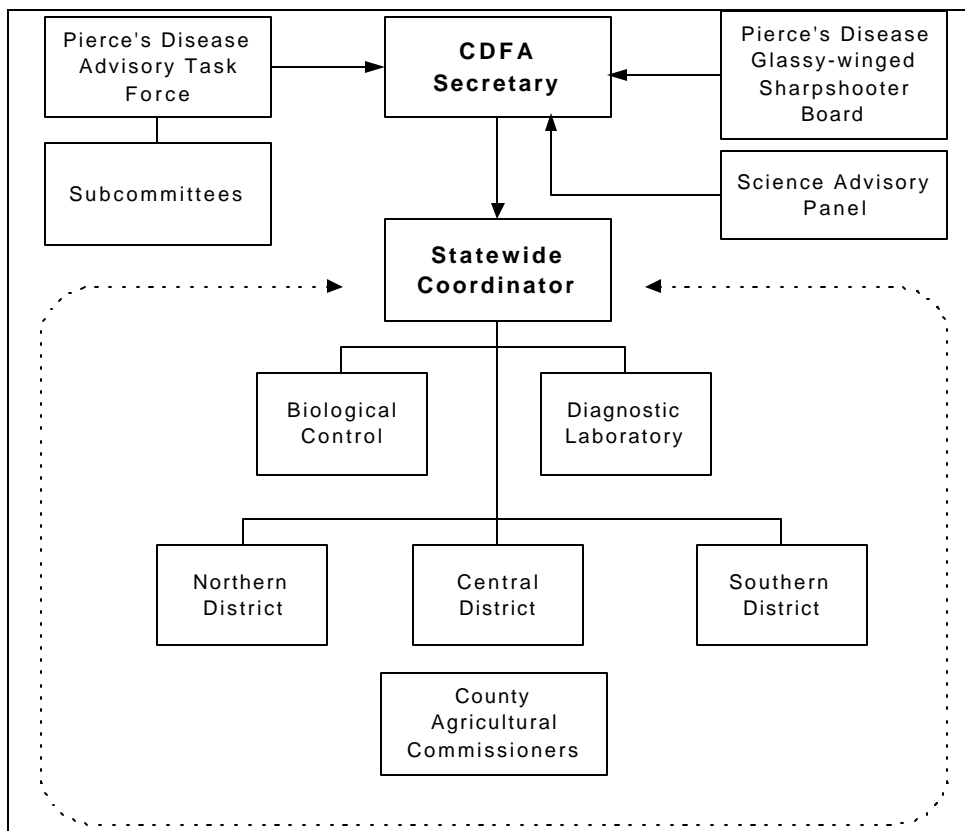 Pierce's Disease
Advisory Task
Force
CDFA
Secretary
Pierce's Disease
Glassy-winged
Sharpshooter
Board
Subcommittees
Science Advisory
Panel
Statewide
Coordinator
Biological
Control
Diagnostic
Laboratory
Northern
District
Central
District
Southern
District
County
Agricultural
Commissioners